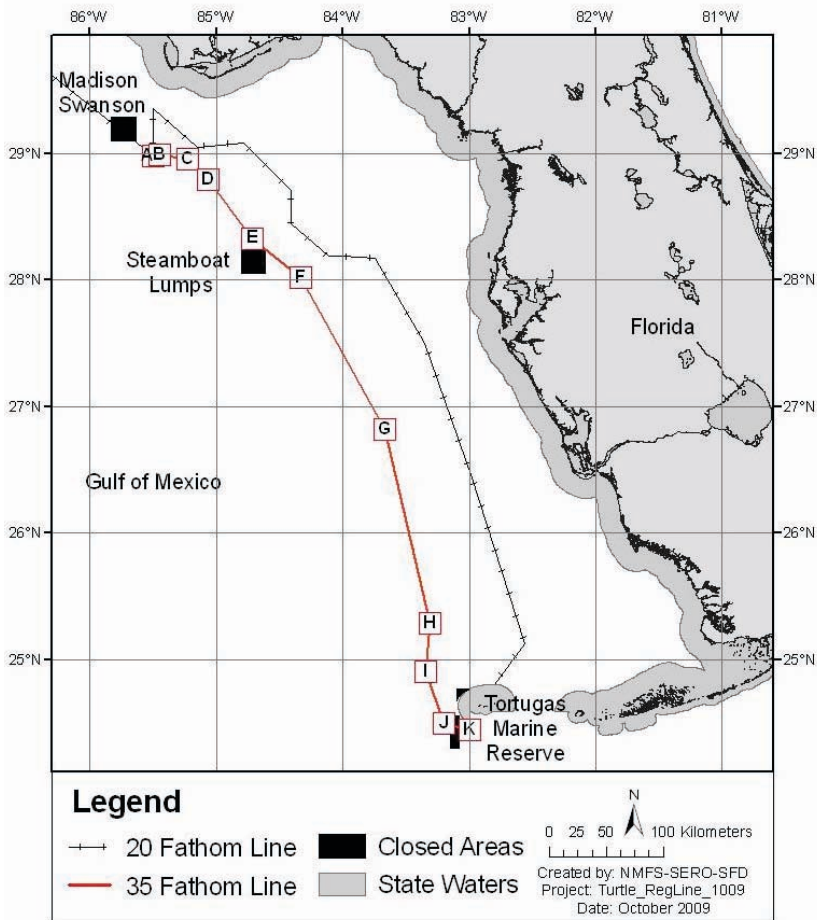 86°W 85°W 84°W 83°W 82°W 81°W
Madison
Swanson
29°N 29°N
A B C
D
E
Steamboat
Lumps
F
28°N 28°N
Florida
27°N 27°N
G
Gulf of Mexico
26°N 26°N
H
25°N 25°N
I
J K
Tortugas
Marine
Reserve
Legend
20 Fathom Line
35 Fathom Line
Closed Areas
State Waters
N
0 25 50 100 Kilometers
Created by: NMFS-SERO-SFD
Project: Turtle_RegLine_1009
Date: October 2009